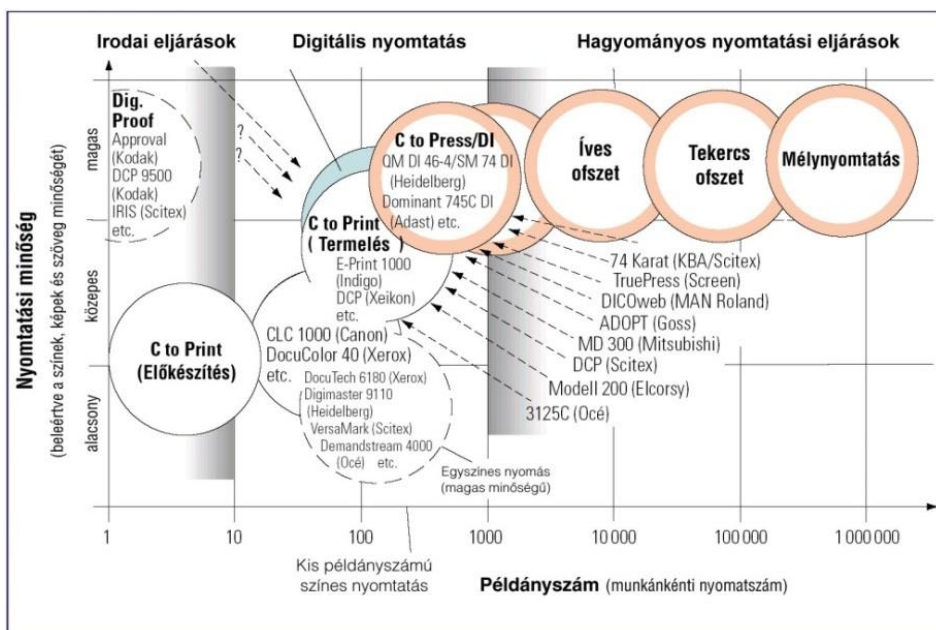 Irodai eljárások
Digitális nyomtatás
Hagyományos nyomtatási eljárások
Nyomtatási minőség
(beleértve a színek, képek és szöveg minőségét)
magas
közepes
alacsony
Dig.
Proof
Approval
(Kodak)
DCP 9500
(Kodak)
IRIS (Scitex)
etc.
?
?
C to Press/DI
QM DI 46-4/SM 74 DI
(Heidelberg)
Dominant 745C DI
(Adast) etc.
Íves
ofszet
Tekercs
ofszet
Mélynyomtatás
C to Print
(Termelés)
E-Print 1000
(Indigo)
DCP (Xeikon)
etc.
C to Print
(Előkészítés)
CLC 1000 (Canon)
DocuColor 40 (Xerox)
etc.
DocuTech 6180 (Xerox)
Digimaster 9110
(Heidelberg)
VersaMark (Scitex)
Demandstream 4000
(Océ) etc.
74 Karat (KBA/Scitex)
TruePress (Screen)
DICOweb (MAN Roland)
ADOPT (Goss)
MD 300 (Mitsubishi)
DCP (Scitex)
Modell 200 (Elcorsy)
3125C (Océ)
Egyszines nyomás
(magas minőségű)
1 10 100 1000 10 000 100 000 1 000 000
Kis példányszámú
színes nyomtatás
Példányszám (munkánkénti nyomatszám)